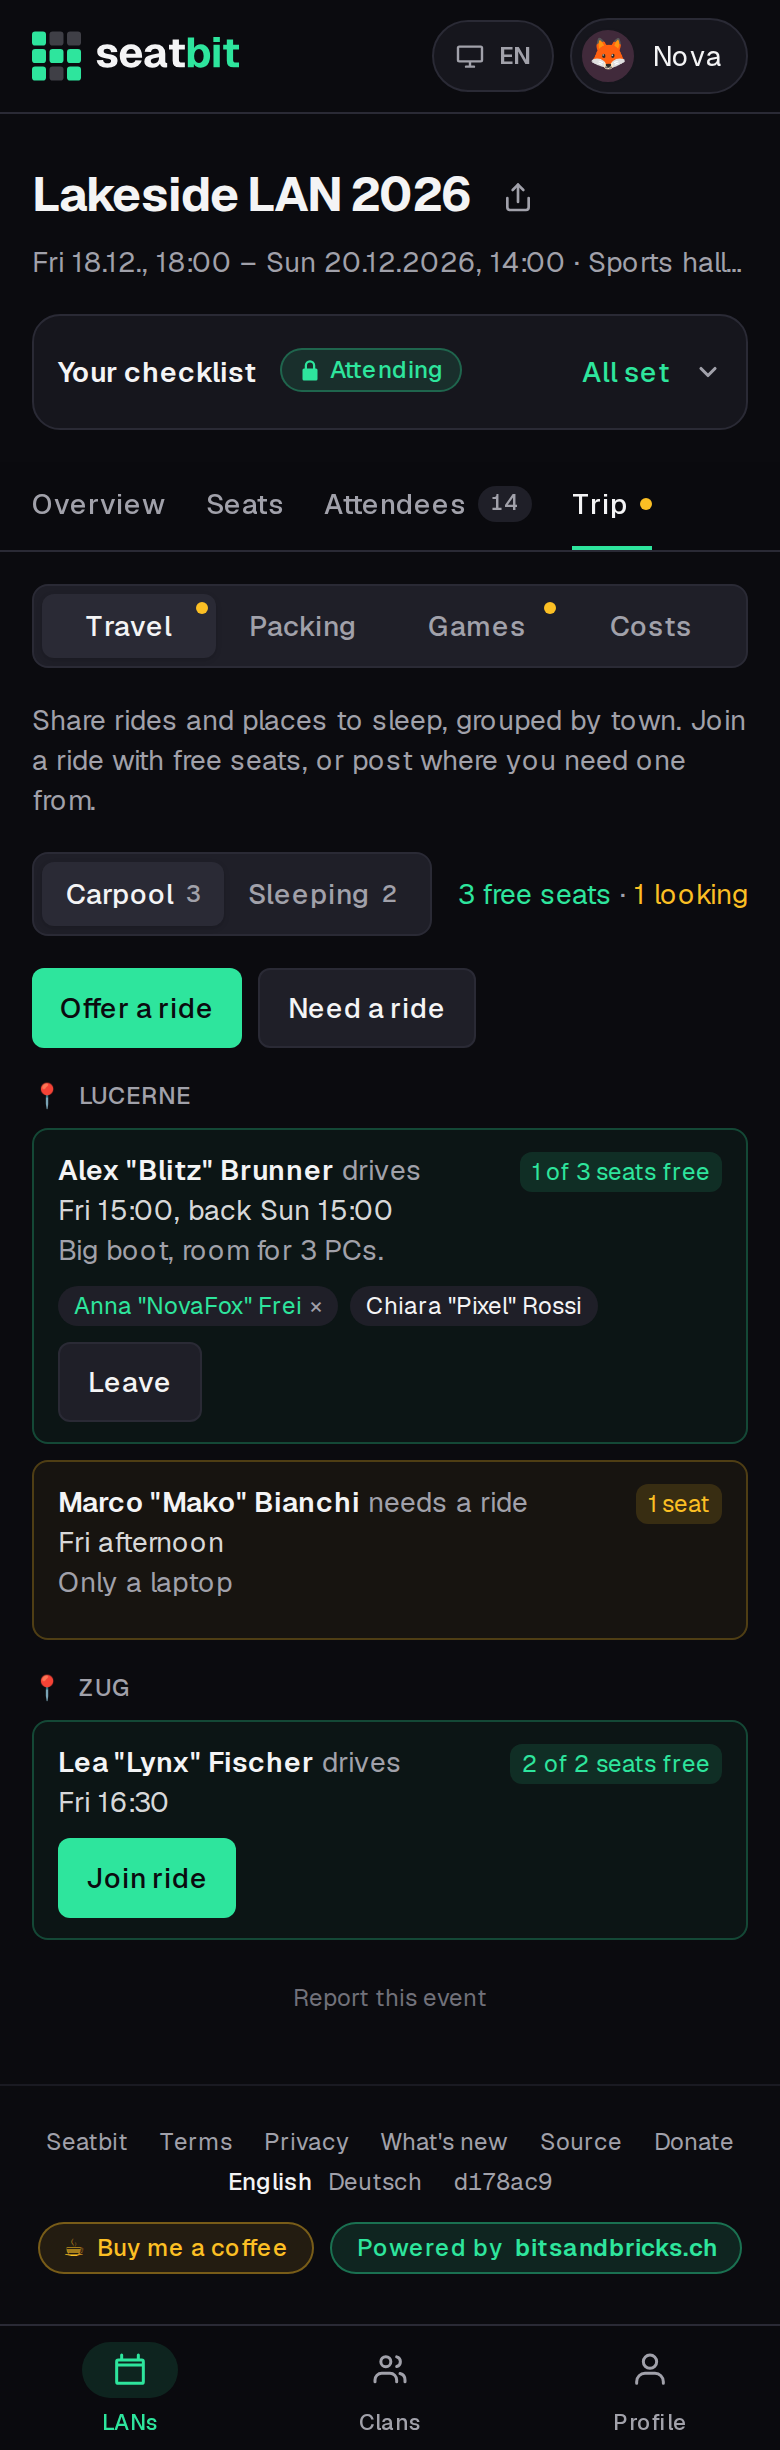 seatbit
EN
Nova
Lakeside LAN 2026
Fri 18.12., 18:00 – Sun 20.12.2026, 14:00 · Sports hall…
Your checklist
Attending
All set
Overview
Seats
Attendees 14
Trip
Travel
Packing
Games
Costs
Share rides and places to sleep, grouped by town. Join
a ride with free seats, or post where you need one
from.
Carpool 3
Sleeping 2
3 free seats · 1 looking
Offer a ride
Need a ride
LUCERNE
Alex "Blitz" Brunner drives
1 of 3 seats free
Fri 15:00, back Sun 15:00
Big boot, room for 3 PCs.
Anna "NovaFox" Frei ×
Chiara "Pixel" Rossi
Leave
Marco "Mako" Bianchi needs a ride
1 seat
Fri afternoon
Only a laptop
ZUG
Lea "Lynx" Fischer drives
2 of 2 seats free
Fri 16:30
Join ride
Report this event
Seatbit Terms Privacy What's new Source Donate
English Deutsch d178ac9
Buy me a coffee
Powered by bitsandbricks.ch
LANs
Clans
Profile